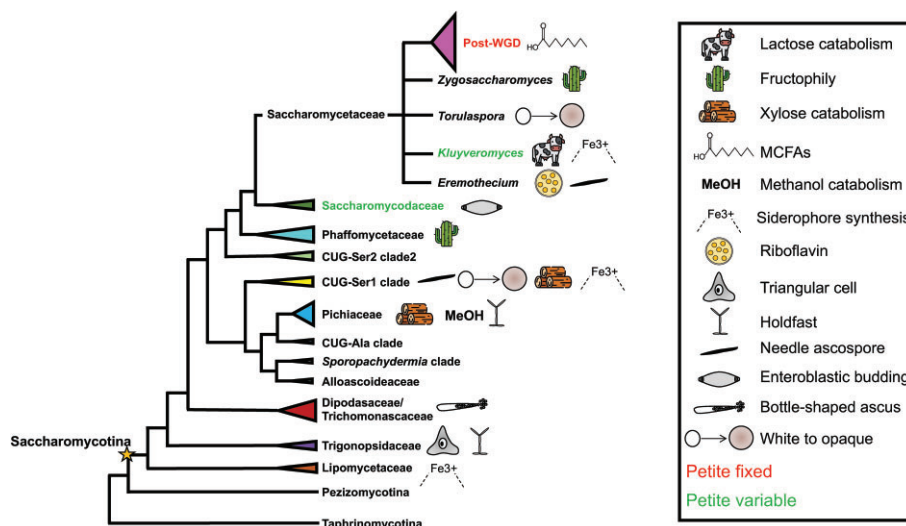 Post-WGD
HO
O
Zygosaccharomyces
Saccharomycetaceae
Torulaspora
Kluyveromyces
Fe3+
Eremothecium
Saccharomycodaceae
Phaffomycetaceae
CUG-Ser2 clade2
CUG-Ser1 clade
Fe3+
Pichiaceae
MeOH
CUG-Ala clade
Sporopachydermia clade
Alloascoideaceae
Dipodasaceae/
Trichomonascaceae
Saccharomycotina
Trigonopsidaceae
Lipomycetaceae
Fe3+
Pezizomycotina
Taphrinomycotina
Lactose catabolism
Fructophily
Xylose catabolism
O
HO
MCFAs
MeOH Methanol catabolism
Fe3+ Siderophore synthesis
Riboflavin
Triangular cell
Holdfast
Needle ascospore
Enteroblastic budding
Bottle-shaped ascus
White to opaque
Petite fixed
Petite variable